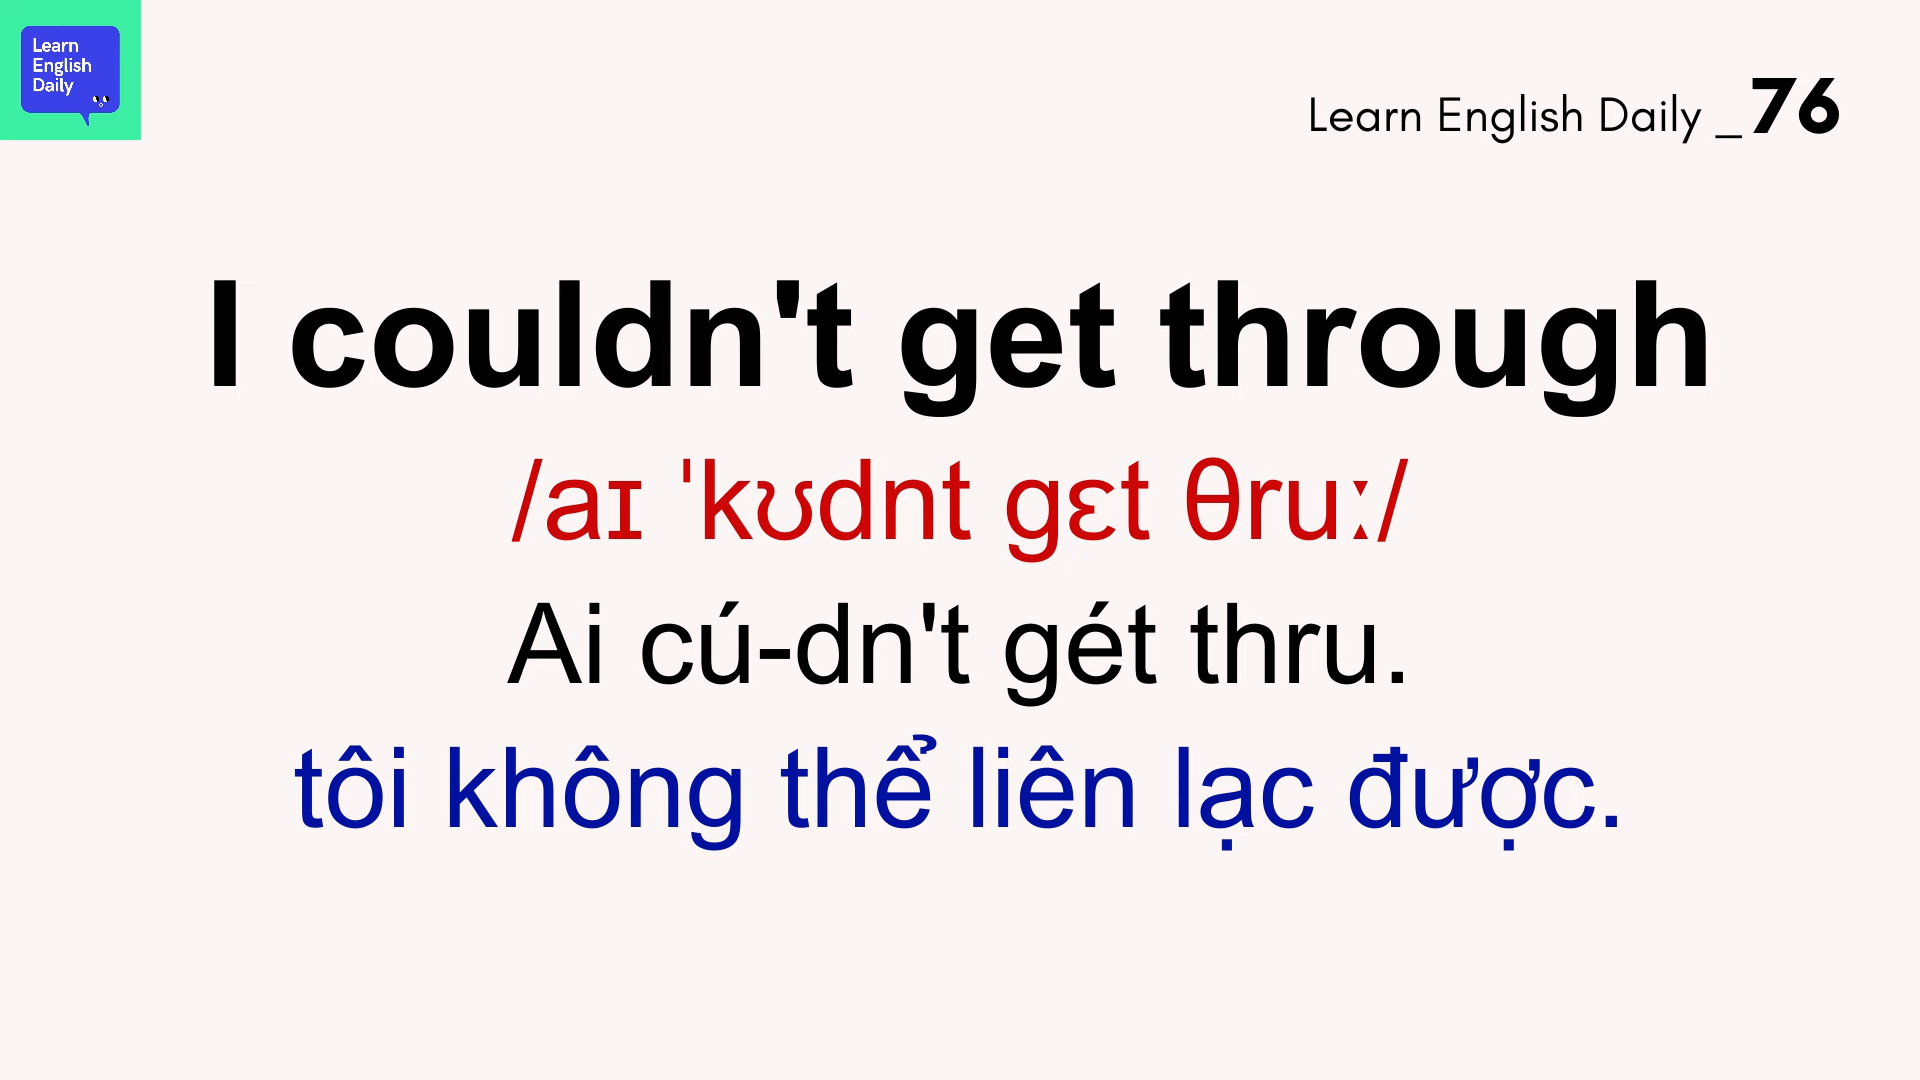 Learn
English
Daily
Learn English Daily _76
I couldn't get through
/aɪ ˈkʊdnt gɛt θruː/
Ai cú-dn't gét thru.
tôi không thể liên lạc được.